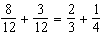 8/12 + 3/12 = 2/3 + 1/4